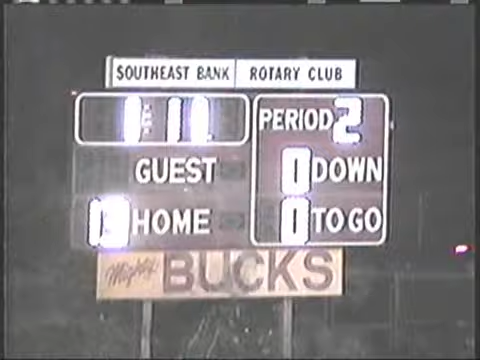 SOUTHEAST BANK ROTARY CLUB
PERIOD 2
GUEST 0 DOWN
HOME 0 TO GO
Mighty BUCKS